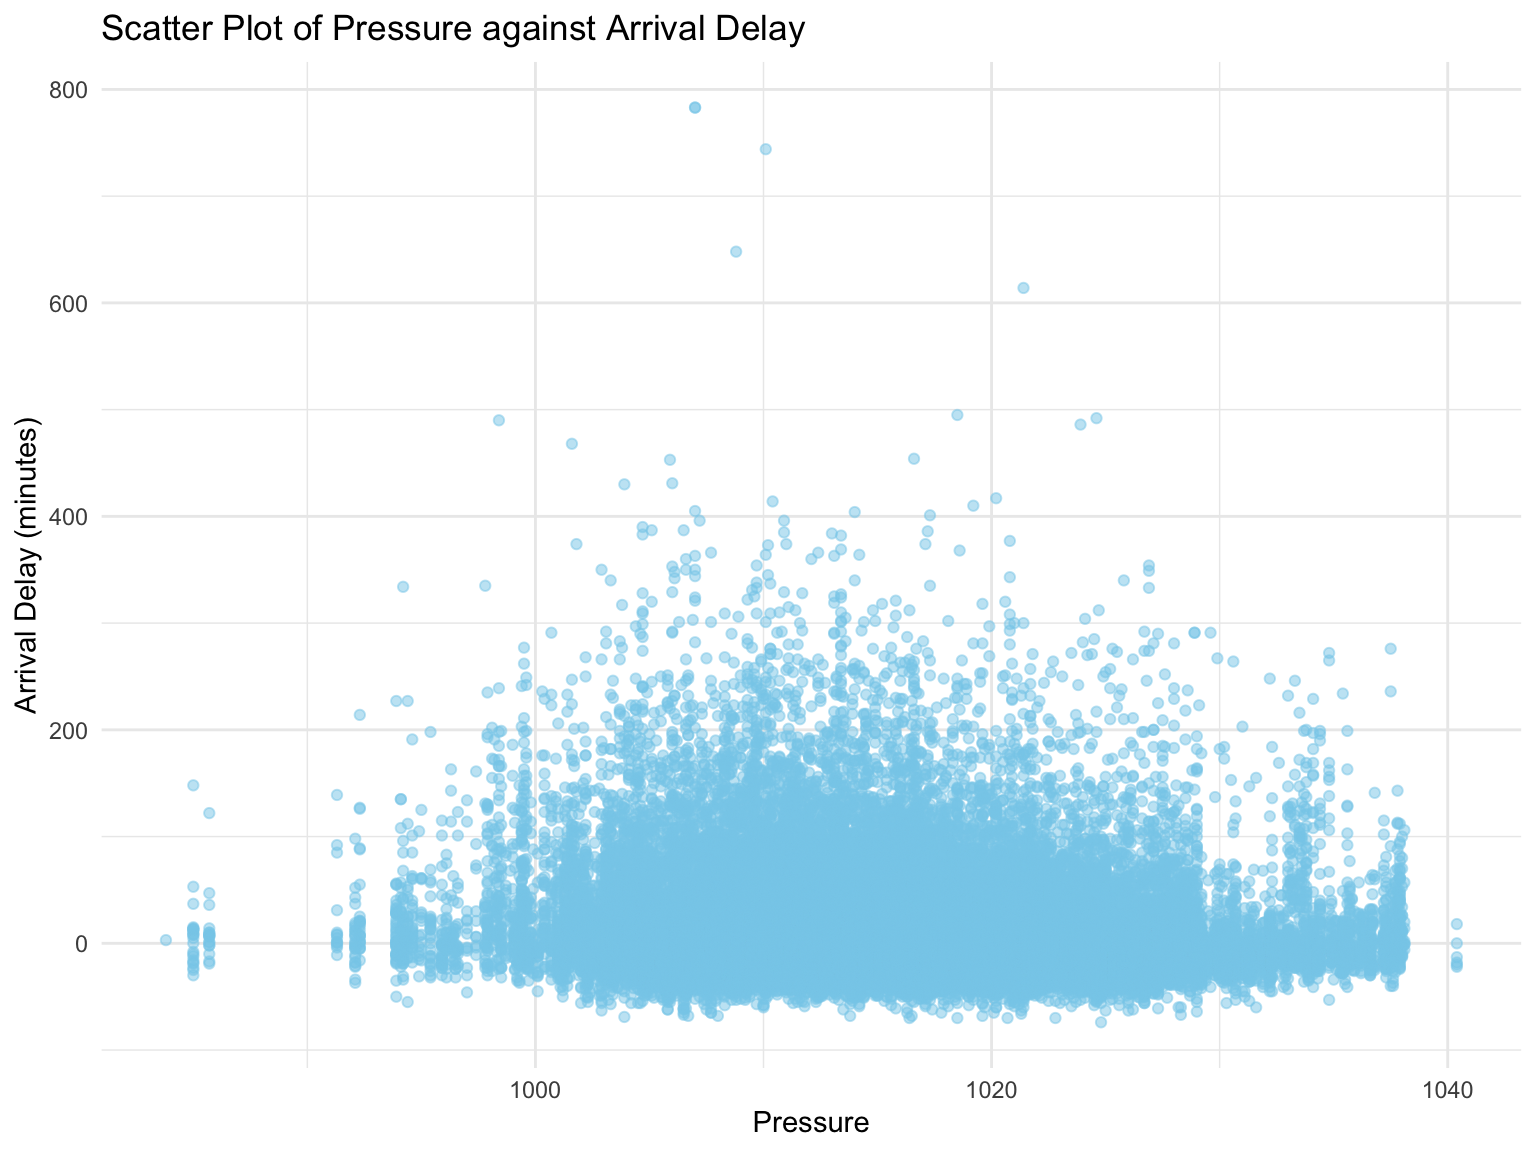 Scatter Plot of Pressure against Arrival Delay
800
600
400
200
0
Arrival Delay (minutes)
1000
1020
1040
Pressure